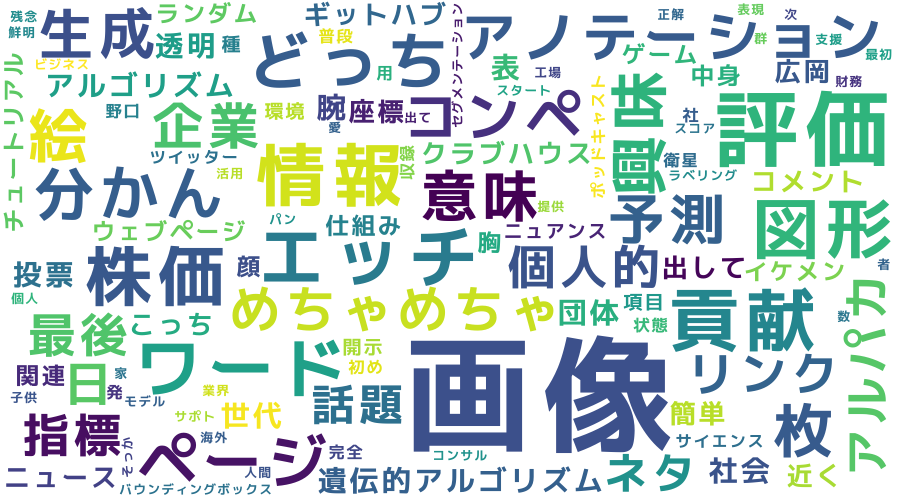 残念
鮮明
生成
ランダム
透明
種
ギットハブ
普段
どっち
用
アノテーション
セグメンテーション
正解
表現
次
群
支援
最初
ビジネス
アルゴリズム
チュートリアル
野口
絵
企業
環境
腕
愛
座標
出て
コンペ
表
工場
スタート
ゲーム
中身
広岡
財務
社
スコア
興味
評価
ポッドキャスト
衛星
ラベリング
ツイッター
活用
情報
収録
クラブハウス
分かん
意味
提供
コメント
ウェブページ
パン
仕組み
胸
ニュアンス
予測
図形
投票
個人
株価
顔
エッチ
個人的
出して
イケメン
者
めちゃめちゃ
団体
項目
状態
貢献
数
アルパカ
最後
こっち
ワード
開示
初め
話題
画像
リンク
関連
日
家
発
子供
モデル
業界
サポト
世代
簡単
枚
指標
そっか
ページ
海外
人間
完全
コンサル
サイエンス
ニュース
バウンディングボックス
遺伝的アルゴリズム
ネタ
社会
近く